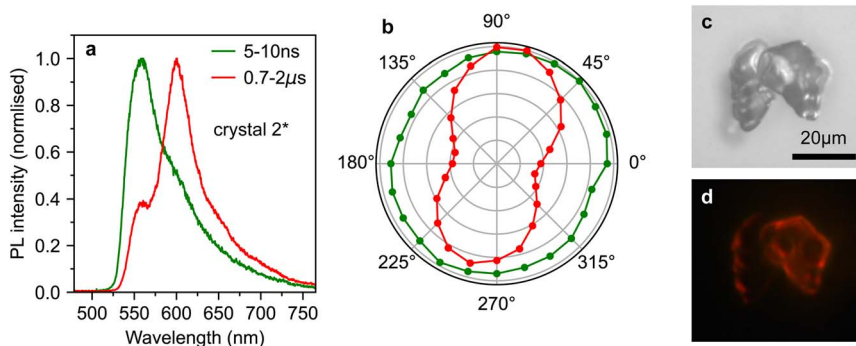 a
5-10ns
0.7-2μs
crystal 2*
PL intensity (normlised)
1.0
0.8
0.6
0.4
0.2
0.0
500 550 600 650 700 750
Wavelength (nm)
b
90°
135°
45°
180°
0°
225°
315°
270°
c
20μm
d